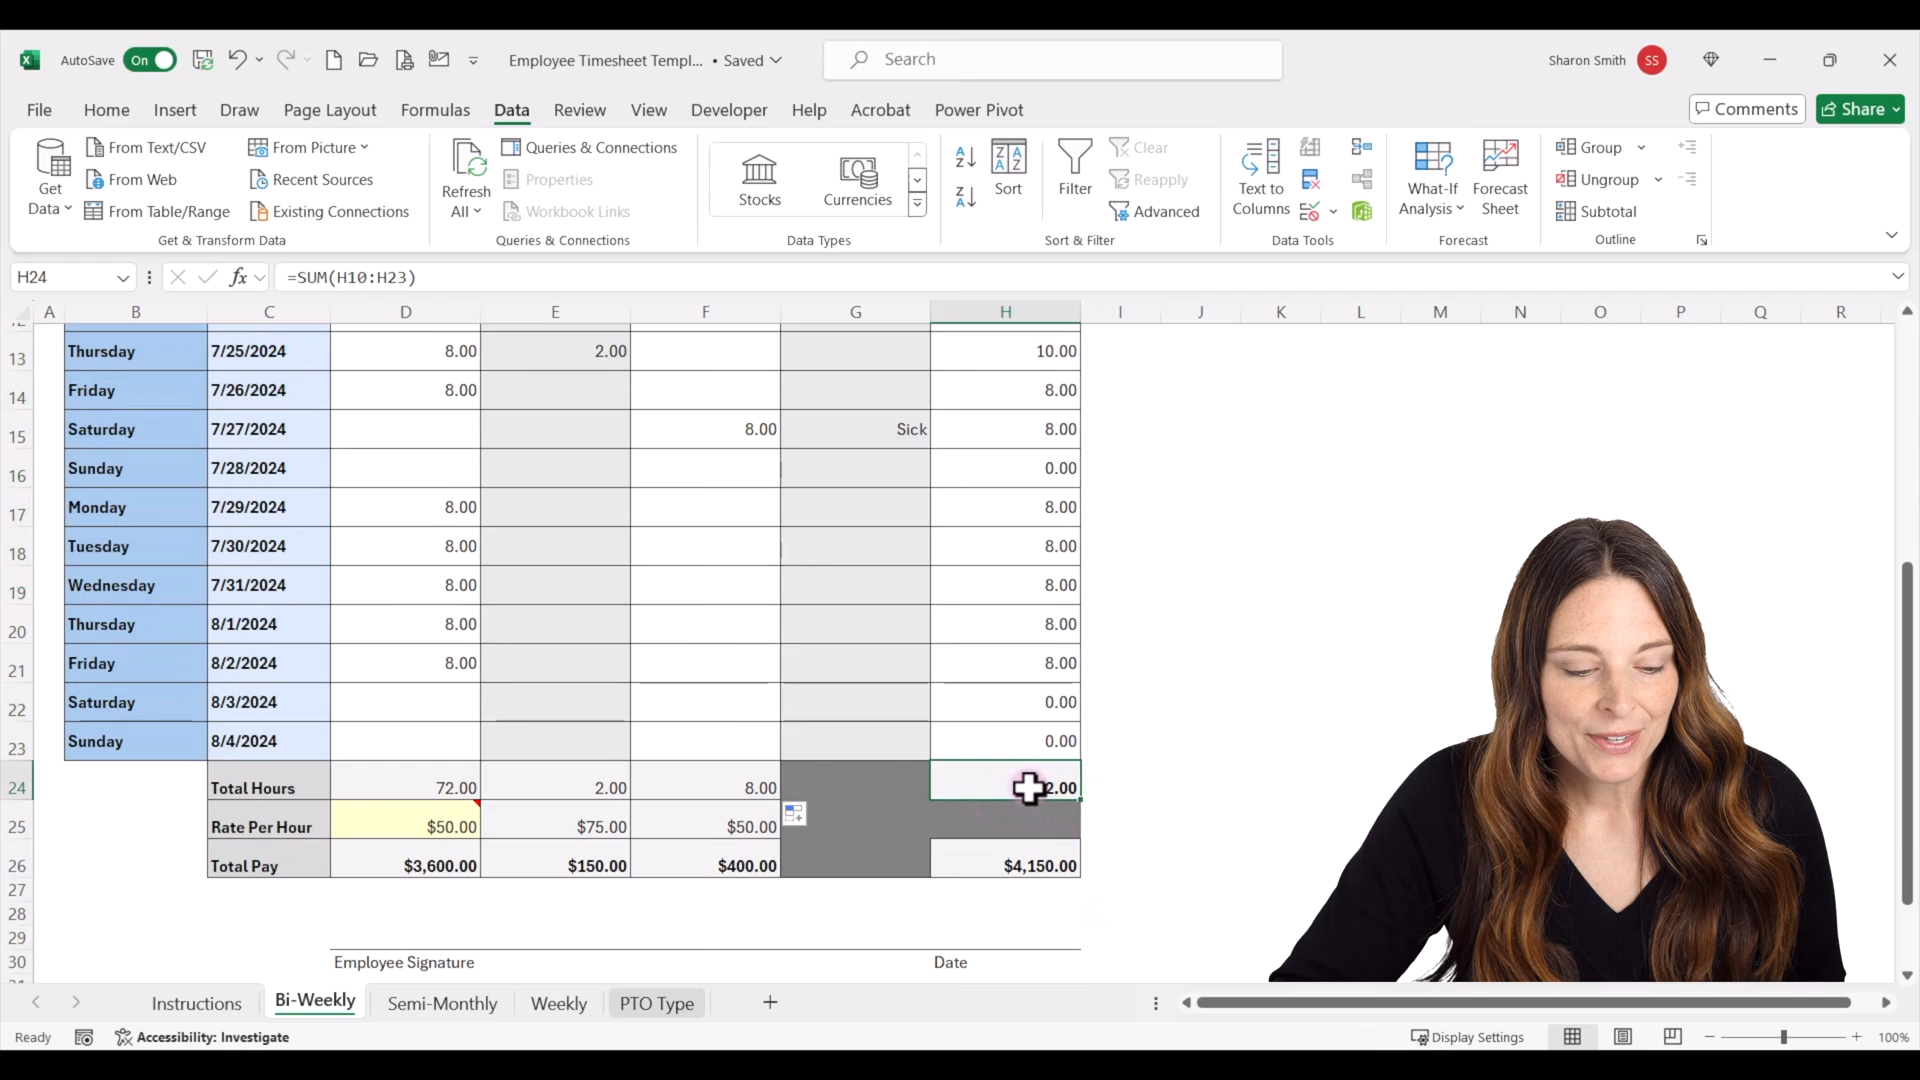 AutoSave On Employee Timesheet Templ... • Saved Search Sharon Smith SS
File Home Insert Draw Page Layout Formulas Data Review View Developer Help Acrobat Power Pivot Comments Share
Get Data From Text/CSV From Web From Table/Range From Picture Recent Sources Existing Connections
Get & Transform Data
Refresh All Queries & Connections Properties Workbook Links
Queries & Connections
Stocks Currencies
Data Types
Sort Filter Clear Reapply Advanced
Sort & Filter
Text to Columns
Data Tools
What-If Analysis Forecast Sheet
Forecast
Group Ungroup Subtotal
Outline
H24 fx =SUM(H10:H23)
A B C D E F G H I J K L M N O P Q R
13 Thursday 7/25/2024 8.00 2.00 10.00
14 Friday 7/26/2024 8.00 8.00
15 Saturday 7/27/2024 8.00 Sick 8.00
16 Sunday 7/28/2024 0.00
17 Monday 7/29/2024 8.00 8.00
18 Tuesday 7/30/2024 8.00 8.00
19 Wednesday 7/31/2024 8.00 8.00
20 Thursday 8/1/2024 8.00 8.00
21 Friday 8/2/2024 8.00 8.00
22 Saturday 8/3/2024 0.00
23 Sunday 8/4/2024 0.00
24 Total Hours 72.00 2.00 8.00
25 Rate Per Hour $50.00 $75.00 $50.00
26 Total Pay $3,600.00 $150.00 $400.00 $4,150.00
27
28
29
30 Employee Signature Date
Instructions Bi-Weekly Semi-Monthly Weekly PTO Type
Ready Accessibility: Investigate Display Settings 100%